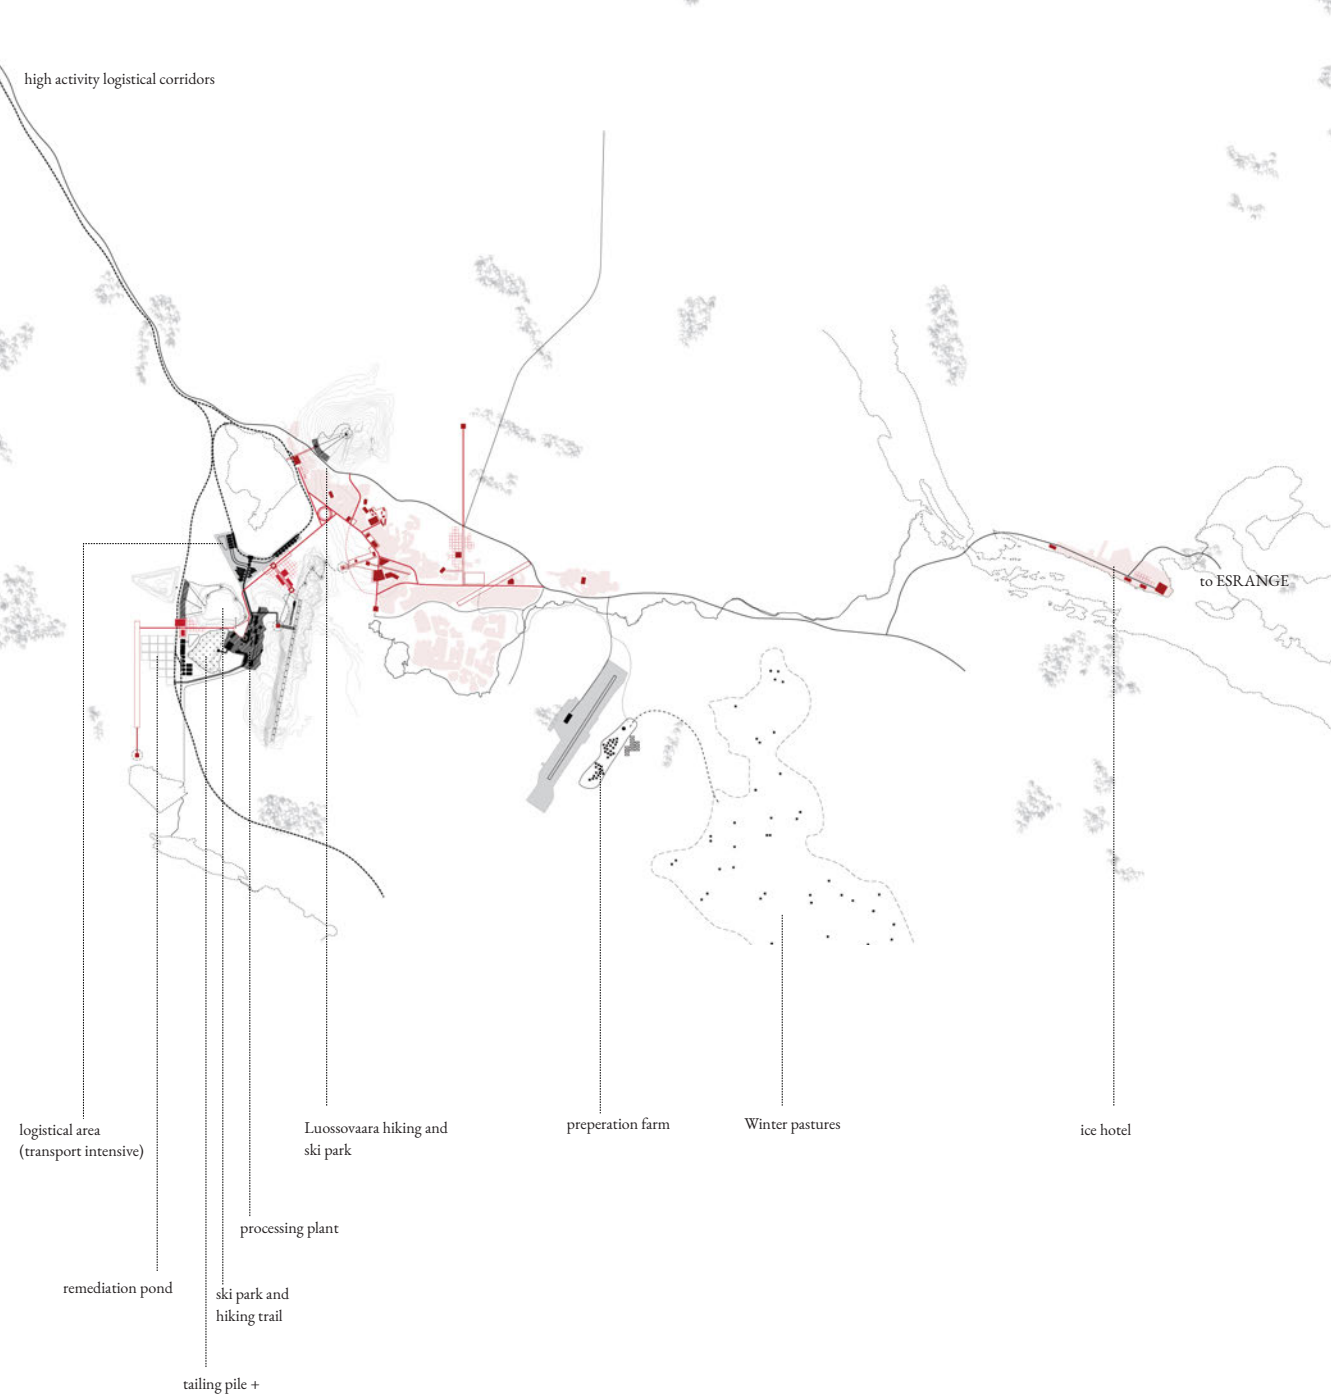 high activity logistical corridors
to ESRANGE
logistical area
(transport intensive)
Luossovaara hiking and
ski park
preperation farm
Winter pastures
ice hotel
processing plant
remediation pond
ski park and
hiking trail
tailing pile +